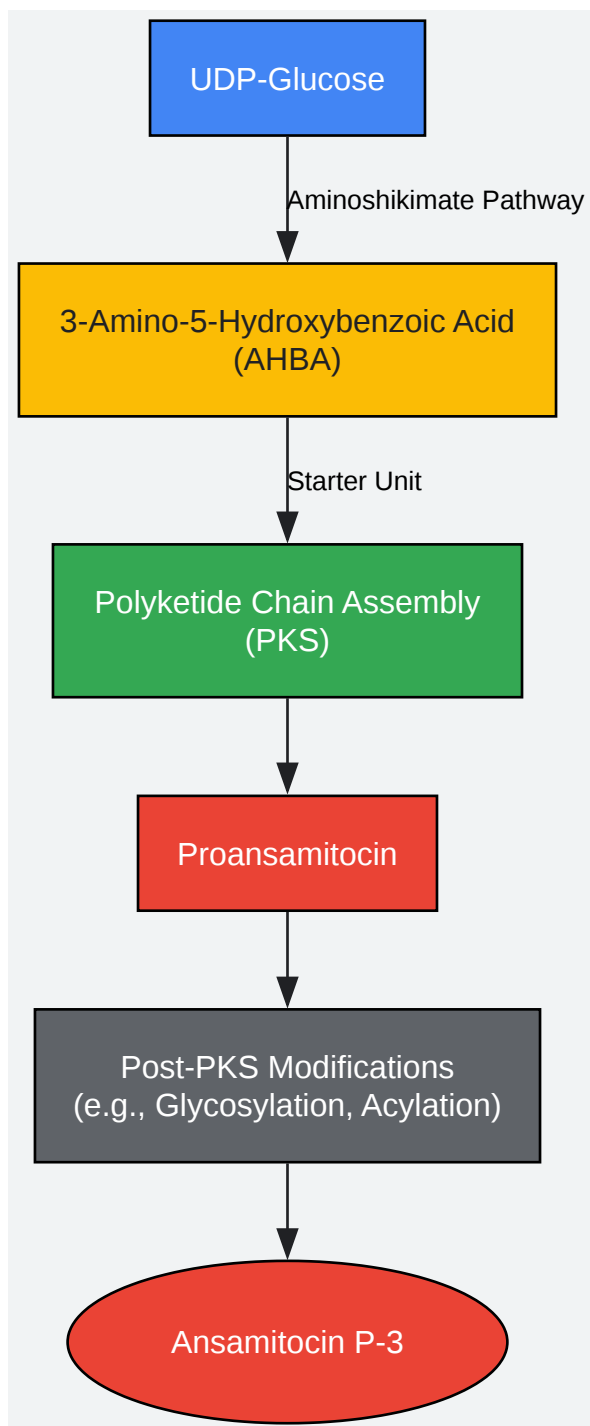 UDP-Glucose
Aminoshikimate Pathway
3-Amino-5-Hydroxybenzoic Acid
(AHBA)
Starter Unit
Polyketide Chain Assembly
(PKS)
Proansamitocin
Post-PKS Modifications
(e.g., Glycosylation, Acylation)
Ansamitocin P-3